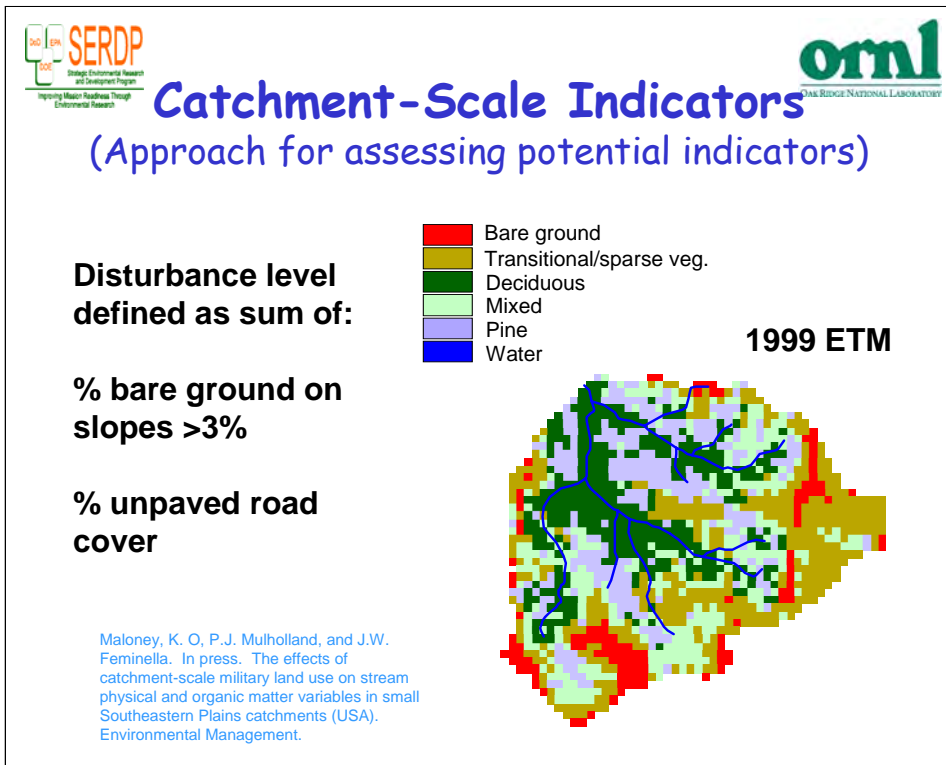 DoD EPA
DOE
SERDP
Strategic Environmental Research
and Development Program
Improving Mission Readiness Through
Environmental Research
ornl
OAK RIDGE NATIONAL LABORATORY
Catchment-Scale Indicators
(Approach for assessing potential indicators)
Disturbance level
defined as sum of:
% bare ground on
slopes >3%
% unpaved road
cover
Bare ground
Transitional/sparse veg.
Deciduous
Mixed
Pine
Water
1999 ETM
Maloney, K. O, P.J. Mulholland, and J.W.
Feminella. In press. The effects of
catchment-scale military land use on stream
physical and organic matter variables in small
Southeastern Plains catchments (USA).
Environmental Management.